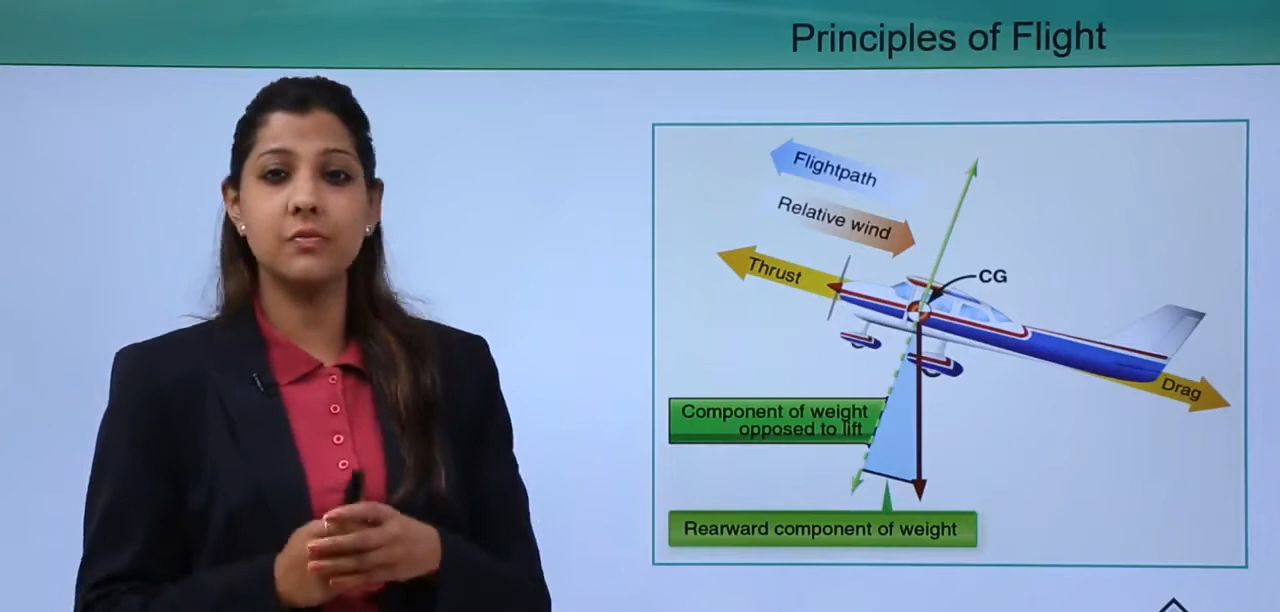 Principles of Flight
Flightpath
Relative wind
Thrust
CG
Drag
Component of weight
opposed to lift
Rearward component of weight